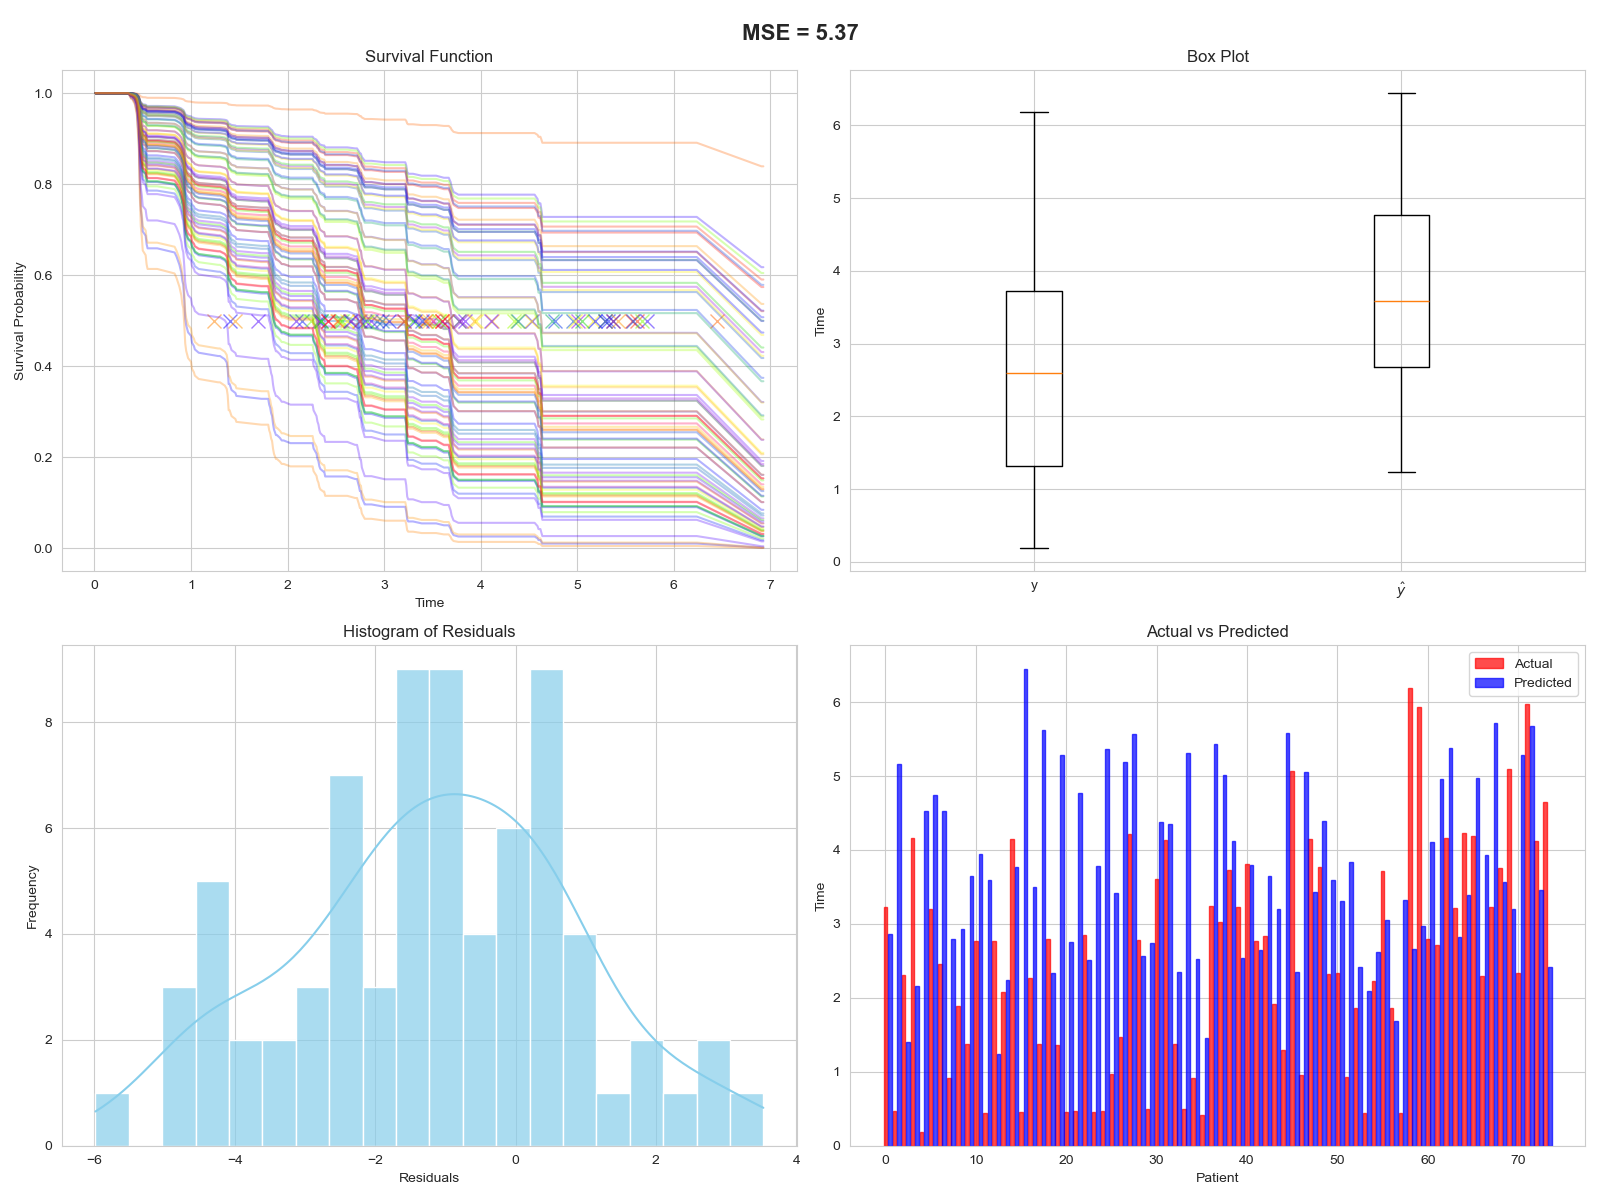 MSE = 5.37
Survival Function
Survival Probability
1.0
0.8
0.6
0.4
0.2
0.0
0 1 2 3 4 5 6 7
Time
Box Plot
Time
6
5
4
3
2
1
0
y ŷ
Histogram of Residuals
Frequency
8
6
4
2
0
−6 −4 −2 0 2 4
Residuals
Actual vs Predicted
Actual
Predicted
Time
6
5
4
3
2
1
0
0 10 20 30 40 50 60 70
Patient